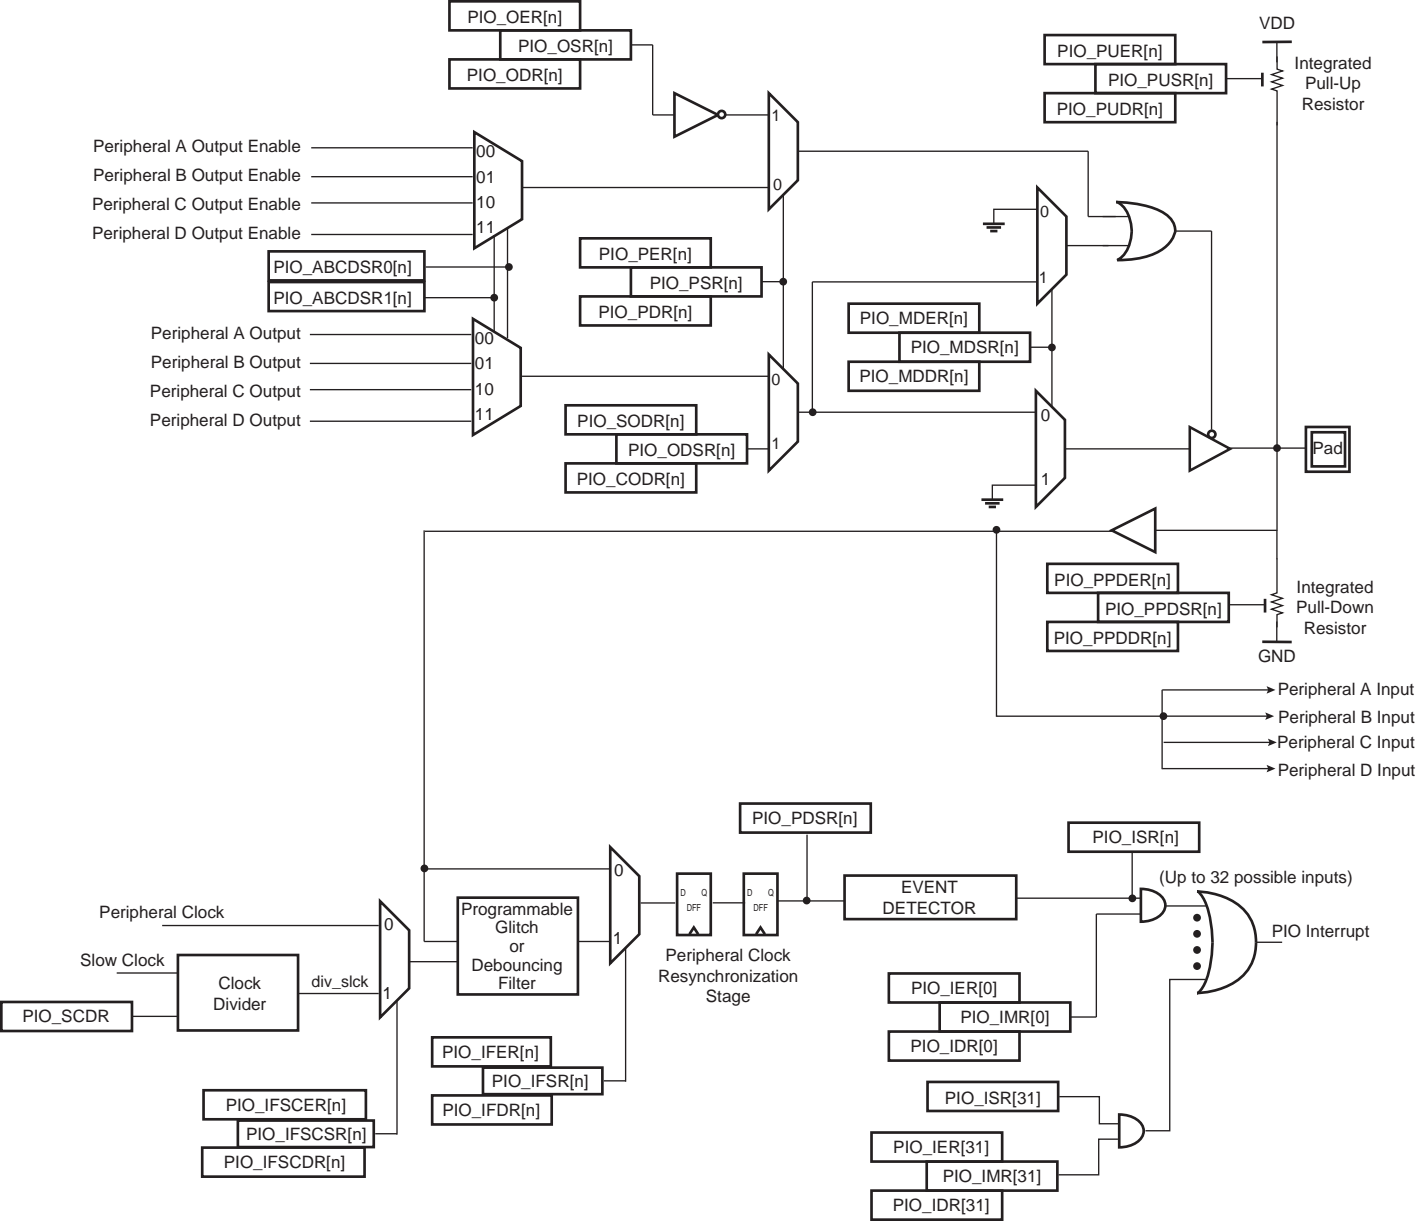 PIO_OER[n]
PIO_OSR[n]
PIO_ODR[n]
1
0
Peripheral A Output Enable
Peripheral B Output Enable
Peripheral C Output Enable
Peripheral D Output Enable
00
01
10
11
PIO_ABCDSR0[n]
PIO_ABCDSR1[n]
Peripheral A Output
Peripheral B Output
Peripheral C Output
Peripheral D Output
00
01
10
11
PIO_PER[n]
PIO_PSR[n]
PIO_PDR[n]
0
1
PIO_SODR[n]
PIO_ODSR[n]
PIO_CODR[n]
PIO_PUER[n]
PIO_PUSR[n]
PIO_PUDR[n]
VDD
Integrated
Pull-Up
Resistor
0
1
PIO_MDER[n]
PIO_MDSR[n]
PIO_MDDR[n]
0
1
Pad
PIO_PPDER[n]
PIO_PPDSR[n]
PIO_PPDDR[n]
Integrated
Pull-Down
Resistor
GND
Peripheral A Input
Peripheral B Input
Peripheral C Input
Peripheral D Input
Peripheral Clock
Slow Clock
PIO_SCDR
Clock
Divider
div_slck
0
1
PIO_IFSCER[n]
PIO_IFSCSR[n]
PIO_IFSCDR[n]
Programmable
Glitch
or
Debouncing
Filter
0
1
PIO_IFER[n]
PIO_IFSR[n]
PIO_IFDR[n]
D Q
DFF
D Q
DFF
Peripheral Clock
Resynchronization
Stage
PIO_PDSR[n]
EVENT
DETECTOR
PIO_ISR[n]
(Up to 32 possible inputs)
PIO Interrupt
PIO_IER[0]
PIO_IMR[0]
PIO_IDR[0]
PIO_ISR[31]
PIO_IER[31]
PIO_IMR[31]
PIO_IDR[31]